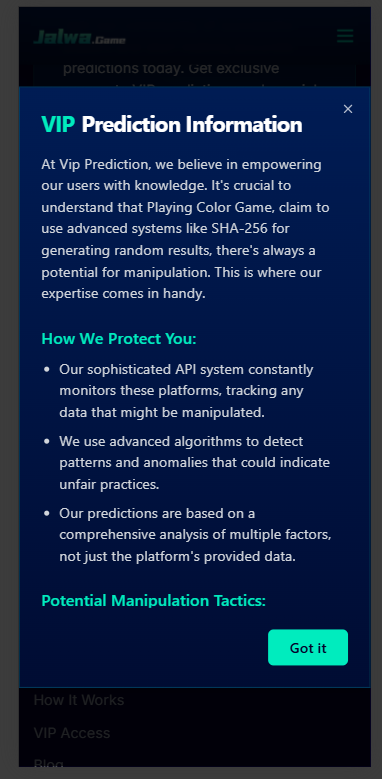 Jalwa.Game
predictions today. Get exclusive
×
VIP Prediction Information
At Vip Prediction, we believe in empowering
our users with knowledge. It's crucial to
understand that Playing Color Game, claim to
use advanced systems like SHA-256 for
generating random results, there's always a
potential for manipulation. This is where our
expertise comes in handy.
How We Protect You:
• Our sophisticated API system constantly
monitors these platforms, tracking any
data that might be manipulated.
• We use advanced algorithms to detect
patterns and anomalies that could indicate
unfair practices.
• Our predictions are based on a
comprehensive analysis of multiple factors,
not just the platform's provided data.
Potential Manipulation Tactics:
Got it
How It Works
VIP Access
Blog